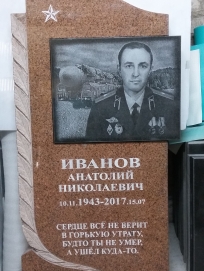 ИВАНОВ
АНАТОЛИЙ
НИКОЛАЕВИЧ
10.11.1943-2017.15.07
СЕРДЦЕ ВСЁ НЕ ВЕРИТ
В ГОРЬКУЮ УТРАТУ,
БУДТО ТЫ НЕ УМЕР,
А УШЁЛ КУДА-ТО.